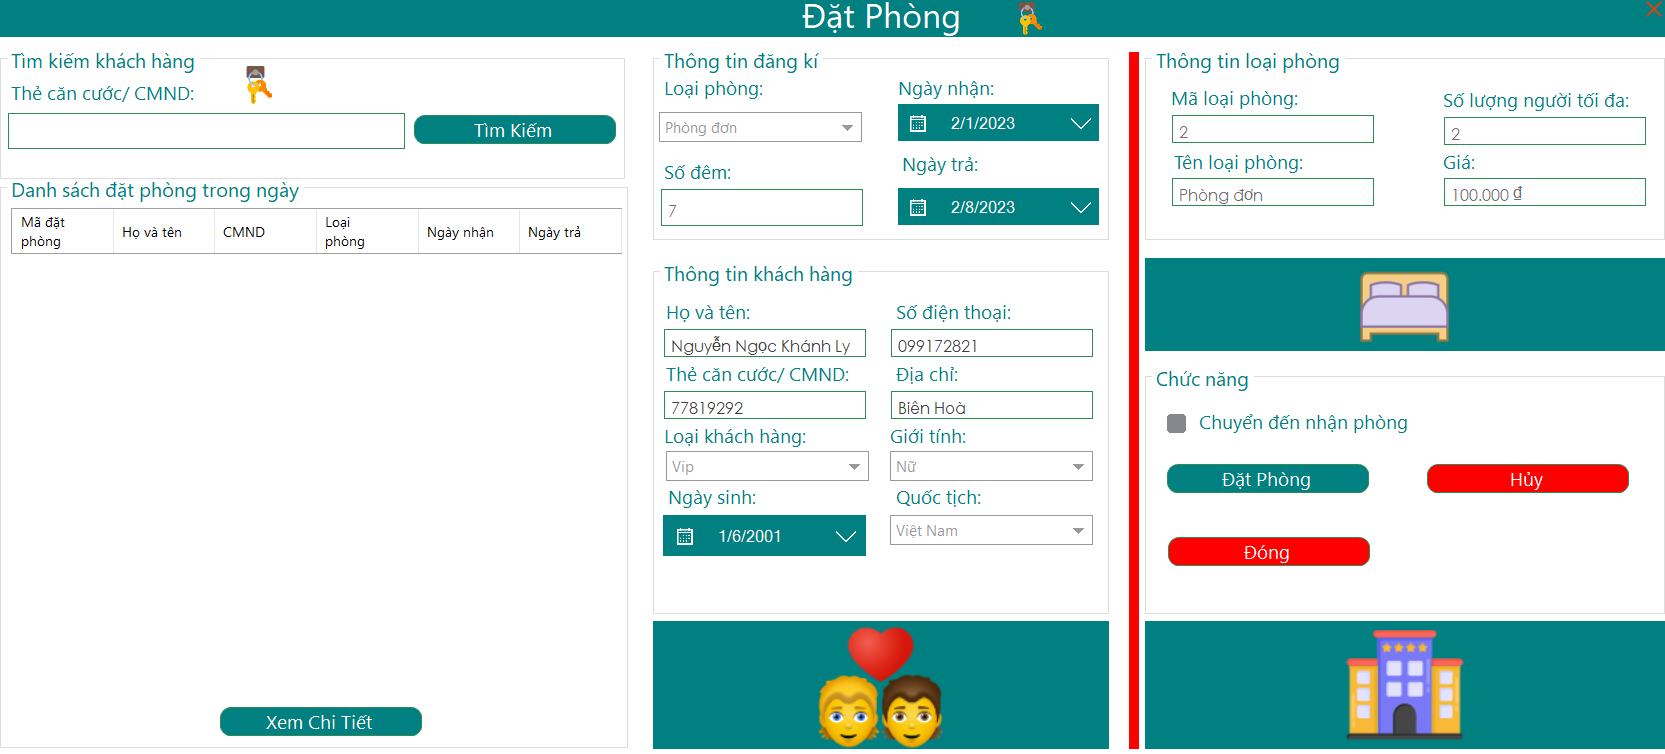 Đặt Phòng
Tìm kiếm khách hàng
Thẻ căn cước/ CMND:
Tìm Kiếm
Danh sách đặt phòng trong ngày
Mã đặt phòng
Họ và tên
CMND
Loại phòng
Ngày nhận
Ngày trả
Xem Chi Tiết
Thông tin đăng kí
Loại phòng:
Ngày nhận:
Phòng đơn
2/1/2023
Số đêm:
Ngày trả:
7
2/8/2023
Thông tin khách hàng
Họ và tên:
Số điện thoại:
Nguyễn Ngọc Khánh Ly
099172821
Thẻ căn cước/ CMND:
Địa chỉ:
77819292
Biên Hoà
Loại khách hàng:
Giới tính:
Vip
Nữ
Ngày sinh:
Quốc tịch:
1/6/2001
Việt Nam
Thông tin loại phòng
Mã loại phòng:
Số lượng người tối đa:
2
2
Tên loại phòng:
Giá:
Phòng đơn
100.000 ₫
Chức năng
Chuyển đến nhận phòng
Đặt Phòng
Hủy
Đóng